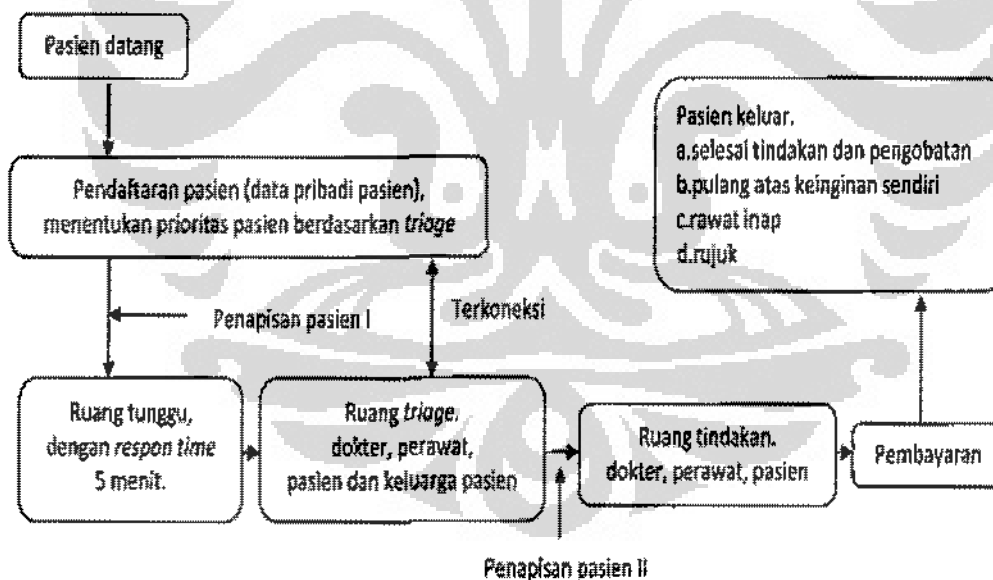 Pasien datang
Pendaftaran pasien (data pribadi pasien),
menentukan prioritas pasien berdasarkan triage
Penapisan pasien I
Terkoneksi
Pasien keluar.
a.selesai tindakan dan pengobatan
b.pulang atas keinginan sendiri
c.rawat inap
d.rujuk
Ruang tunggu,
dengan respon time
5 menit.
Ruang triage.
dokter, perawat,
pasien dan keluarga pasien
Ruang tindakan.
dokter, perawat, pasien
Pembayaran
Penapisan pasien II